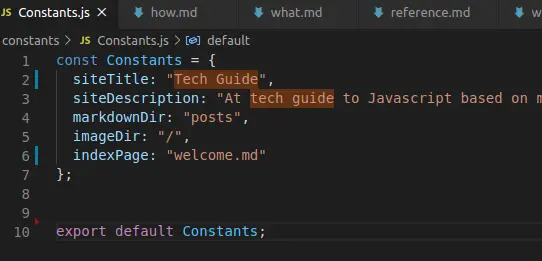 JS Constants.js × how.md what.md reference.md w
constants > JS Constants.js > default
1 const Constants = {
2 siteTitle: "Tech Guide",
3 siteDescription: "At tech guide to Javascript based on m
4 markdownDir: "posts",
5 imageDir: "/",
6 indexPage: "welcome.md"
7 };
8
9
10 export default Constants;